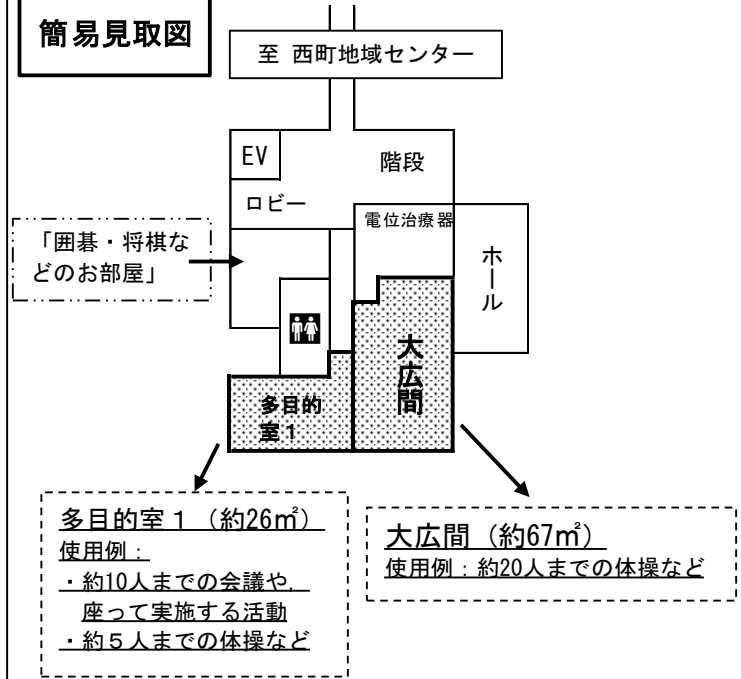 簡易見取図
至 西町地域センター
EV
階段
ロビー
電位治療器
「囲碁・将棋な
どのお部屋」
ホール
大広間
多目的
室1
多目的室1（約26㎡）
使用例：
・約10人までの会議や、
座って実施する活動
・約5人までの体操など
大広間（約67㎡）
使用例：約20人までの体操など